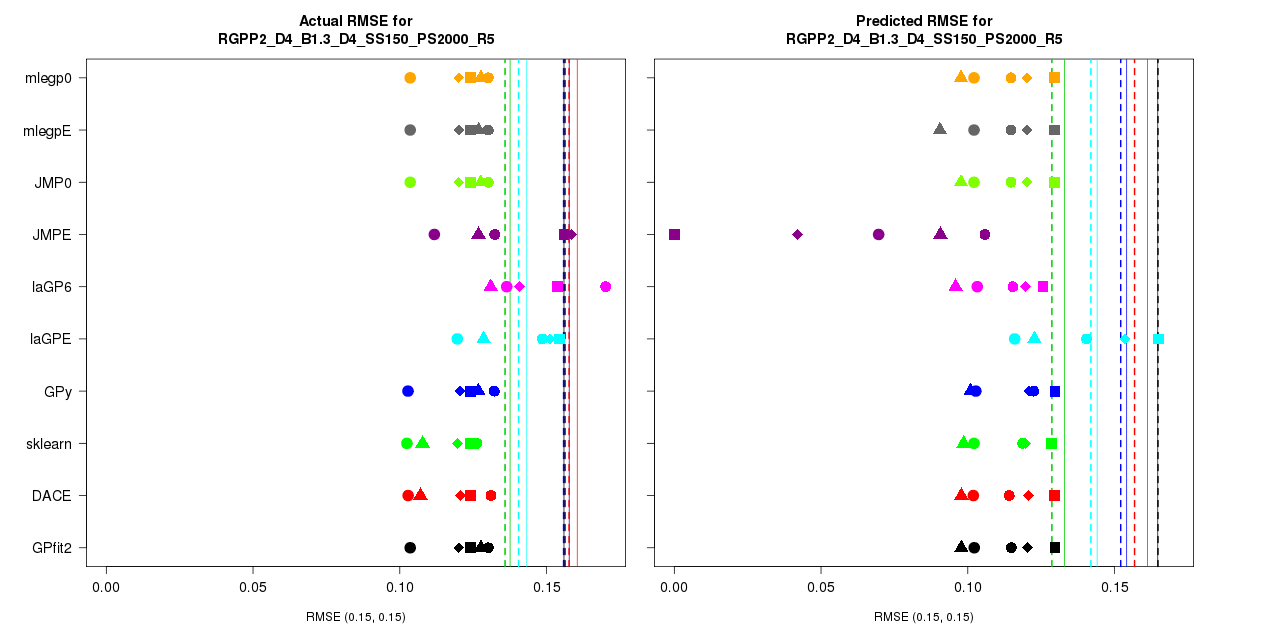 Actual RMSE for
RGPP2_D4_B1.3_D4_SS150_PS2000_R5
mlegp0
mlegpE
JMP0
JMPE
laGP6
laGPE
GPy
sklearn
DACE
GPfit2
0.00 0.05 0.10 0.15
RMSE (0.15, 0.15)
Predicted RMSE for
RGPP2_D4_B1.3_D4_SS150_PS2000_R5
0.00 0.05 0.10 0.15
RMSE (0.15, 0.15)